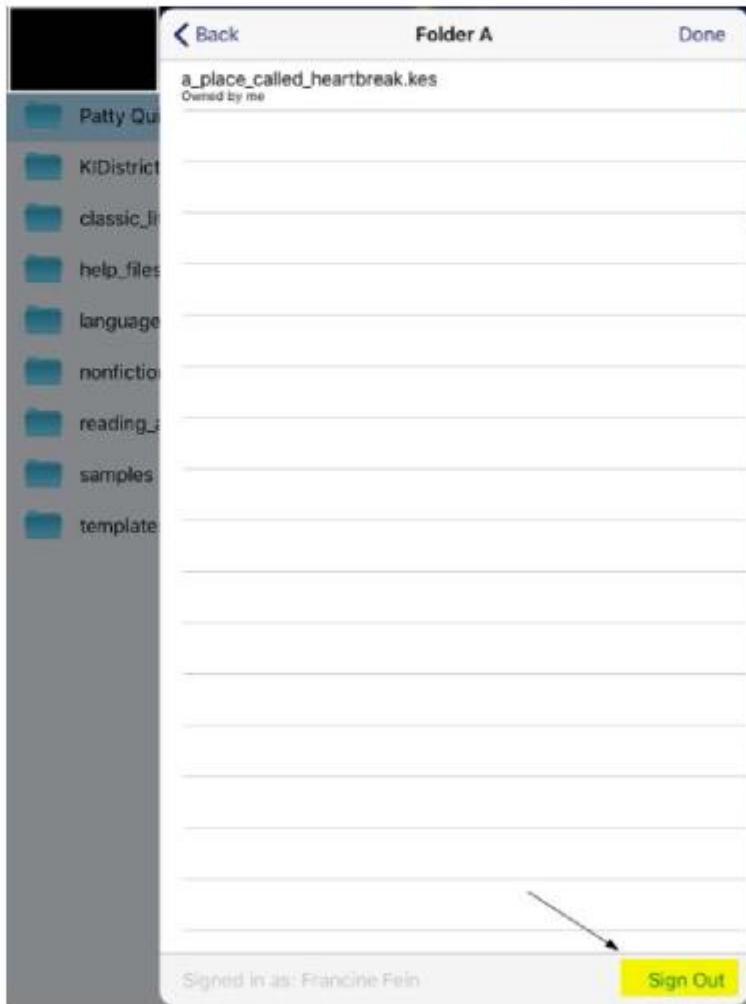 Back
Folder A
Done
a_place_called_heartbreak.kes
Owned by me
Patty Qu
KIDistrict
classic_li
help_files
language
nonfictio
reading_a
samples
template
Signed in as: Francine Fein
Sign Out